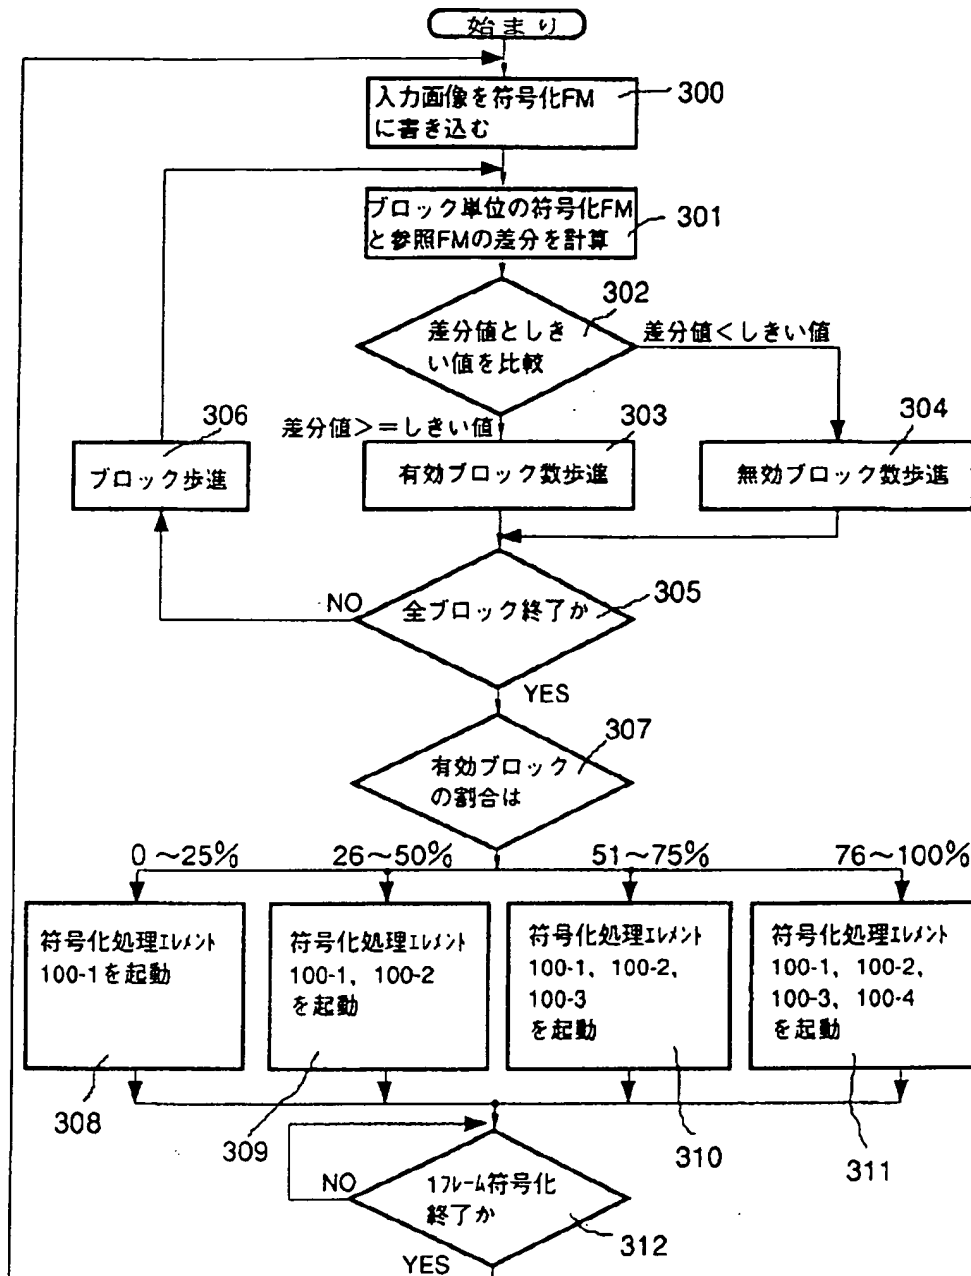 始まり
入力画像を符号化FM
に書き込む
300
ブロック単位の符号化FM
と参照FMの差分を計算
301
302
差分値としき
い値を比較
差分値<しきい値
差分値>=しきい値
303
有効ブロック数歩進
304
無効ブロック数歩進
306
ブロック歩進
NO
全ブロック終了か
305
YES
307
有効ブロック
の割合は
0~25%
26~50%
51~75%
76~100%
符号化処理エレメント
100-1を起動
308
符号化処理エレメント
100-1, 100-2
を起動
309
符号化処理エレメント
100-1, 100-2,
100-3
を起動
310
符号化処理エレメント
100-1, 100-2,
100-3, 100-4
を起動
311
NO
1フレーム符号化
終了か
312
YES